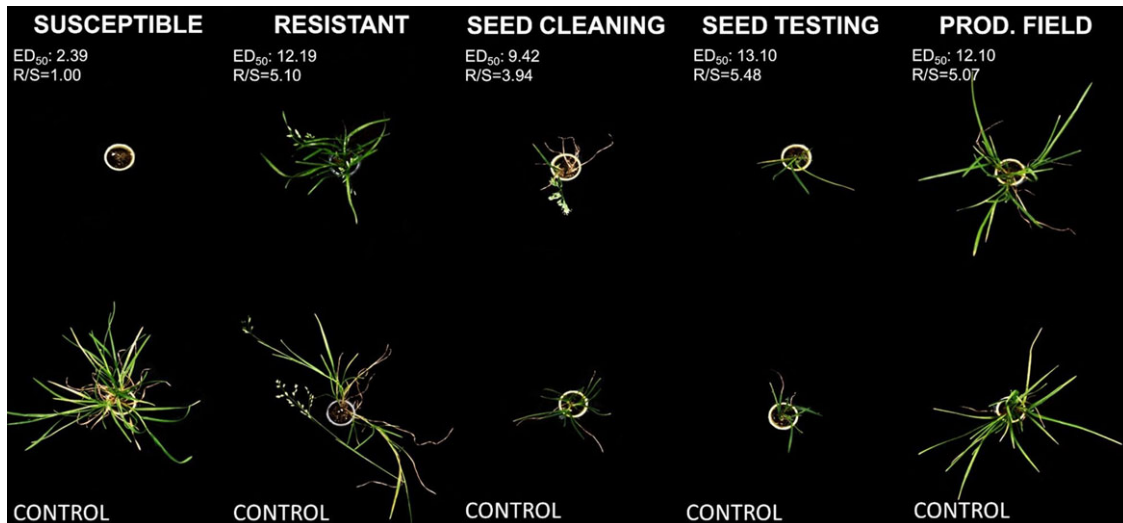 SUSCEPTIBLE
ED₅₀: 2.39
R/S=1.00
RESISTANT
ED₅₀: 12.19
R/S=5.10
SEED CLEANING
ED₅₀: 9.42
R/S=3.94
SEED TESTING
ED₅₀: 13.10
R/S=5.48
PROD. FIELD
ED₅₀: 12.10
R/S=5.07
CONTROL
CONTROL
CONTROL
CONTROL
CONTROL